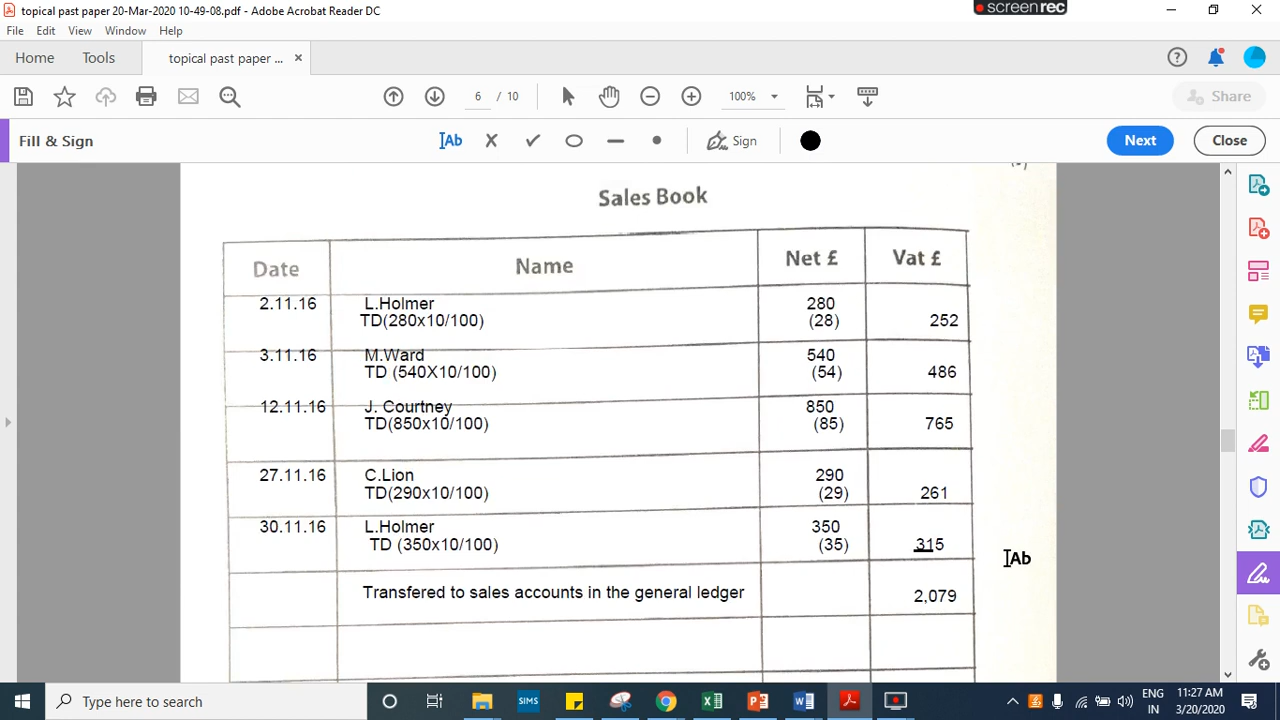 topical past paper 20-Mar-2020 10-49-08.pdf - Adobe Acrobat Reader DC
screenrec
File Edit View Window Help
Home Tools topical past paper ...
6 / 10 100% Share
Fill & Sign Ab Sign Next Close
Sales Book
Date Name Net £ Vat £
2.11.16 L.Holmer 280
TD(280x10/100) (28) 252
3.11.16 M.Ward 540
TD (540X10/100) (54) 486
12.11.16 J. Courtney 850
TD(850x10/100) (85) 765
27.11.16 C.Lion 290
TD(290x10/100) (29) 261
30.11.16 L.Holmer 350
TD (350x10/100) (35) 315
Ab
Transfered to sales accounts in the general ledger 2,079
Type here to search
SIMS
ENG 11:27 AM
IN 3/20/2020